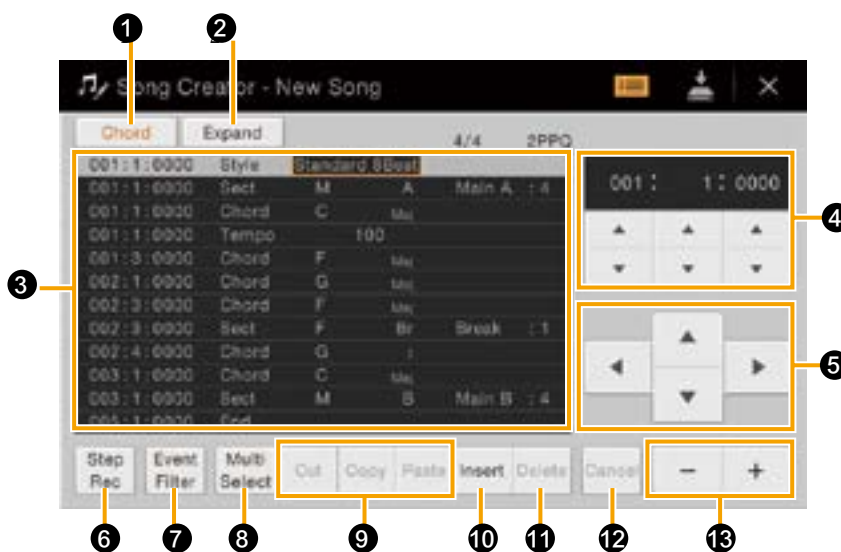 1 2
Song Creator - New Song
Chord Expand 4/4 2PPQ
001:1:0000 Style Standard 8Beat
001:1:0000 Sect M A Main A : 4
001:1:0000 Chord C Maj
001:1:0000 Tempo 100
001:3:0000 Chord F Maj
002:1:0000 Chord G Maj
002:3:0000 Chord F Maj
002:3:0000 Sect F Br Break : 1
002:4:0000 Chord G
003:1:0000 Chord C Maj
003:1:0000 Sect M B Main B : 4
005:1:0000 End
001 : 1 : 0000
3
4
5
Step Rec
Event Filter
Multi Select
Cut Copy Paste Insert Delete Cancel - +
6 7 8 9 10 11 12 13